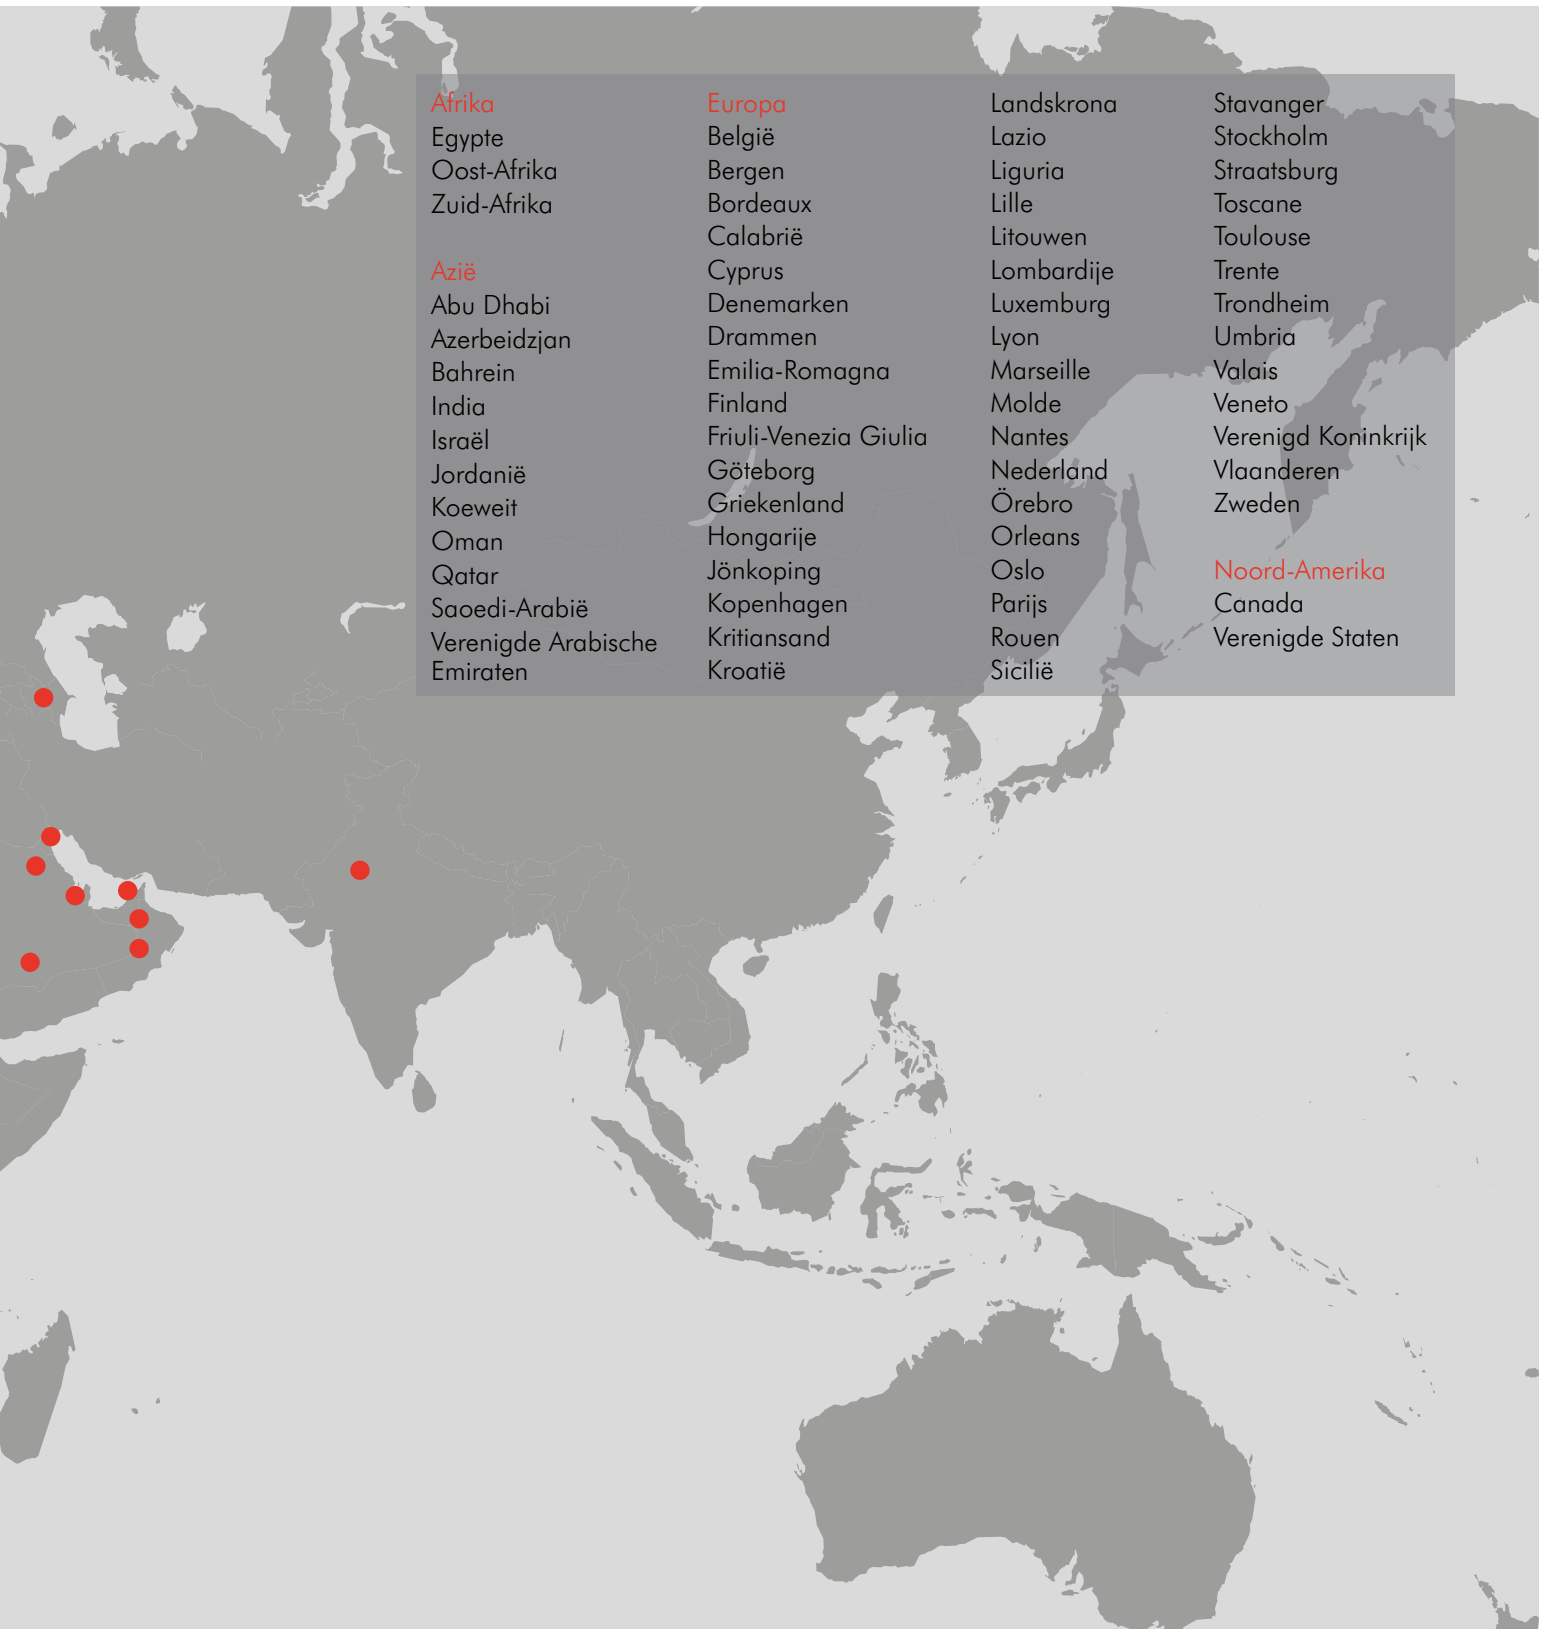 Afrika
Egypte
Oost-Afrika
Zuid-Afrika
Azië
Abu Dhabi
Azerbeidzjan
Bahrein
India
Israël
Jordanië
Koeweit
Oman
Qatar
Saoedi-Arabië
Verenigde Arabische
Emiraten
Europa
België
Bergen
Bordeaux
Calabrië
Cyprus
Denemarken
Drammen
Emilia-Romagna
Finland
Friuli-Venezia Giulia
Göteborg
Griekenland
Hongarije
Jönkoping
Kopenhagen
Kritiansand
Kroatië
Landskrona
Lazio
Liguria
Lille
Litouwen
Lombardije
Luxemburg
Lyon
Marseille
Molde
Nantes
Nederland
Örebro
Orleans
Oslo
Parijs
Rouen
Sicilië
Stavanger
Stockholm
Straatsburg
Toscane
Toulouse
Trente
Trondheim
Umbria
Valais
Veneto
Verenigd Koninkrijk
Vlaanderen
Zweden
Noord-Amerika
Canada
Verenigde Staten